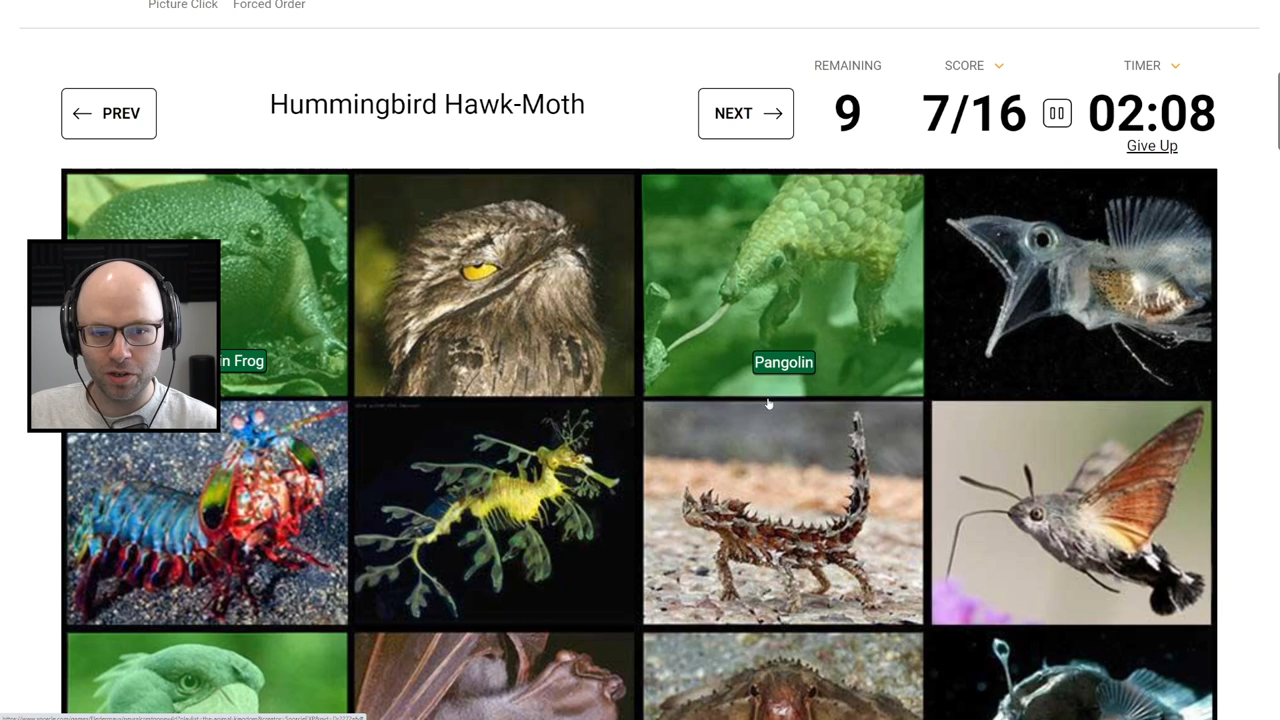 Picture Click Forced Order
REMAINING SCORE TIMER
← PREV Hummingbird Hawk-Moth NEXT → 9 7/16 02:08
Give Up
in Frog
Pangolin